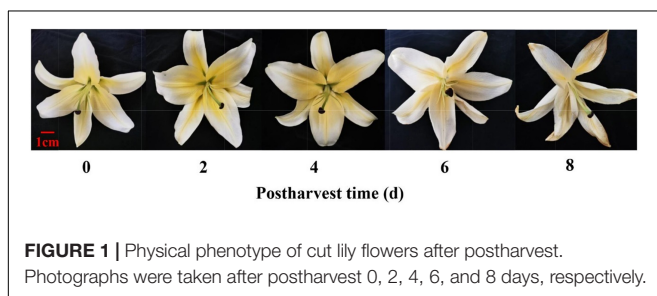 1cm
0 2 4 6 8
Postharvest time (d)
FIGURE 1 | Physical phenotype of cut lily flowers after postharvest.
Photographs were taken after postharvest 0, 2, 4, 6, and 8 days, respectively.